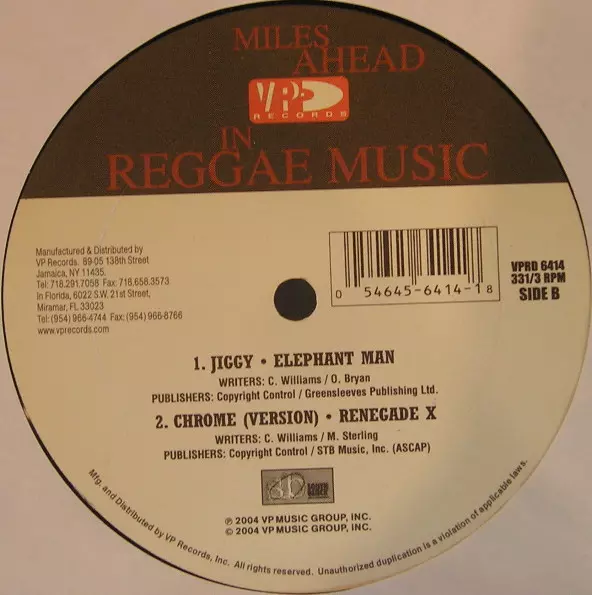 MILES
AHEAD
VP
RECORDS
IN
REGGAE MUSIC
Manufactured & Distributed by
VP Records. 89-05 138th Street
Jamaica, NY 11435.
Tel: 718.291.7058 Fax: 718.658.3573
In Florida, 6022 S.W. 21st Street,
Miramar, FL 33023
Tel: (954) 966-4744 Fax: (954) 966-8766
www.vprecords.com
0 54645-6414-1 8
VPRD 6414
331/3 RPM
SIDE B
1. JIGGY • ELEPHANT MAN
WRITERS: C. Williams / O. Bryan
PUBLISHERS: Copyright Control / Greensleeves Publishing Ltd.
2. CHROME (VERSION) • RENEGADE X
WRITERS: C. Williams / M. Sterling
PUBLISHERS: Copyright Control / STB Music, Inc. (ASCAP)
SOUTH
BLOCK
℗ 2004 VP MUSIC GROUP, INC.
© 2004 VP MUSIC GROUP, INC.
Mfg. and Distributed by VP Records, Inc. All rights reserved. Unauthorized duplication is a violation of applicable laws.